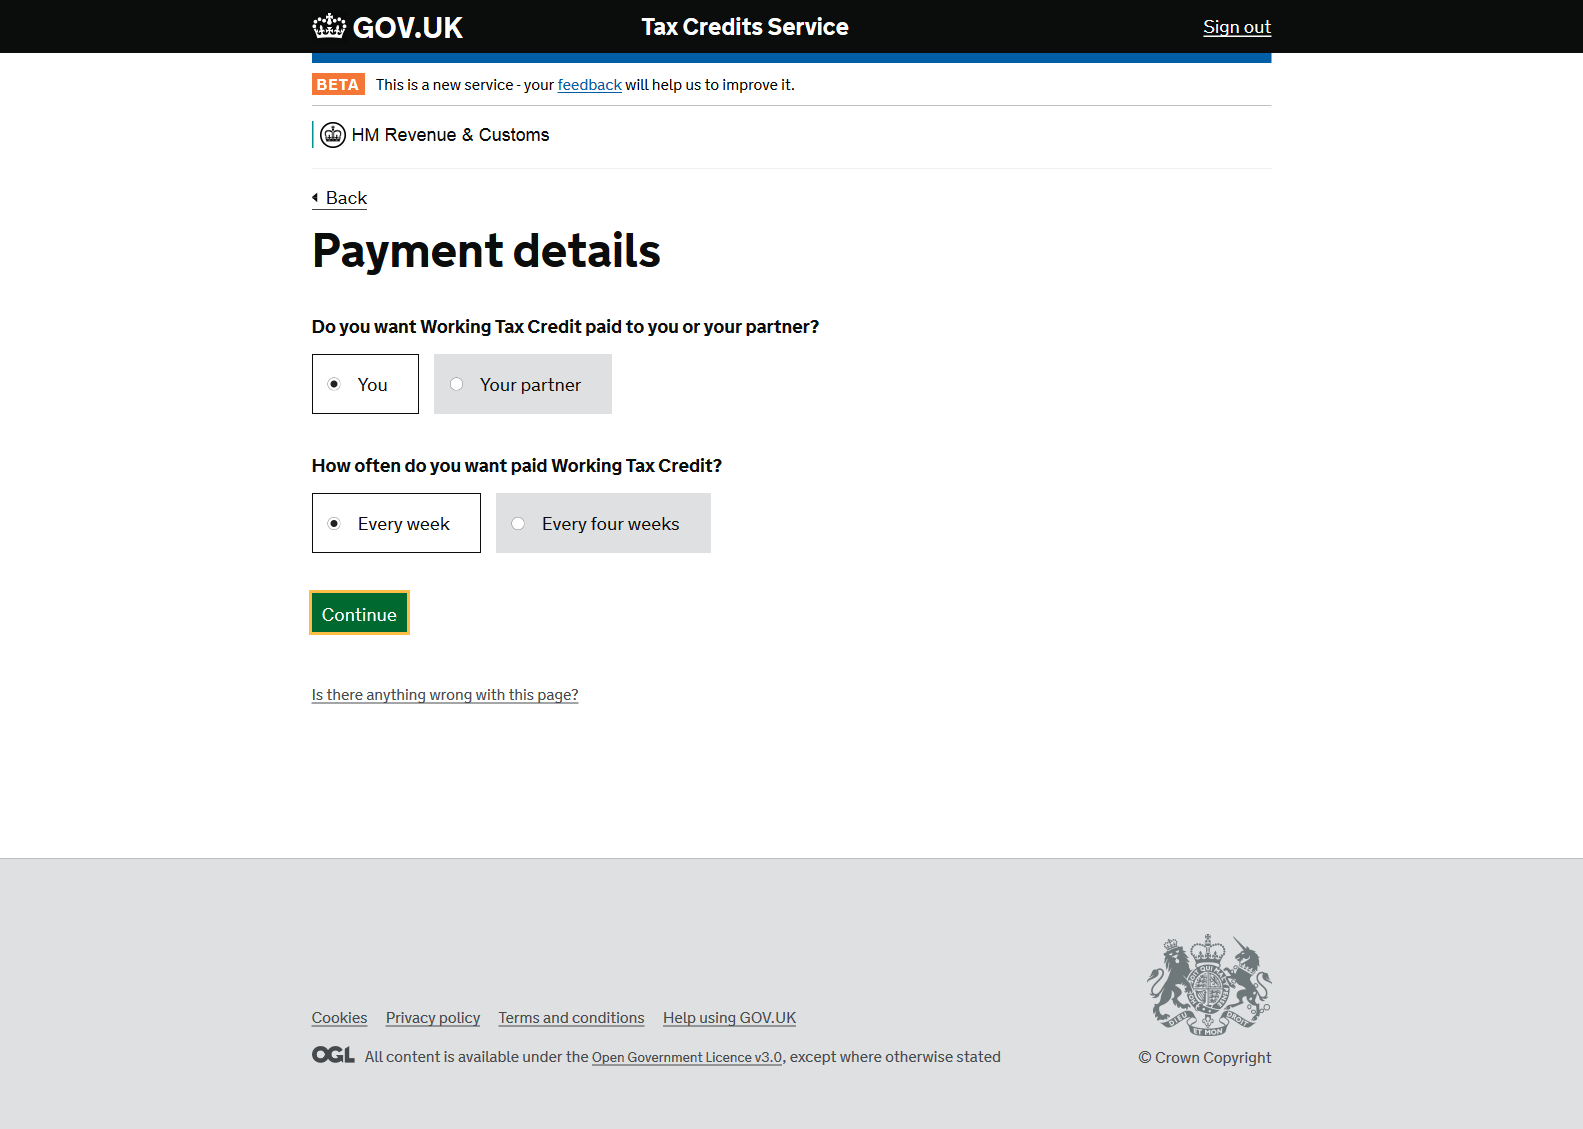 GOV.UK Tax Credits Service Sign out
BETA This is a new service - your feedback will help us to improve it.
HM Revenue & Customs
Back
Payment details
Do you want Working Tax Credit paid to you or your partner?
You Your partner
How often do you want paid Working Tax Credit?
Every week Every four weeks
Continue
Is there anything wrong with this page?
Cookies Privacy policy Terms and conditions Help using GOV.UK
OGL All content is available under the Open Government Licence v3.0, except where otherwise stated
© Crown Copyright